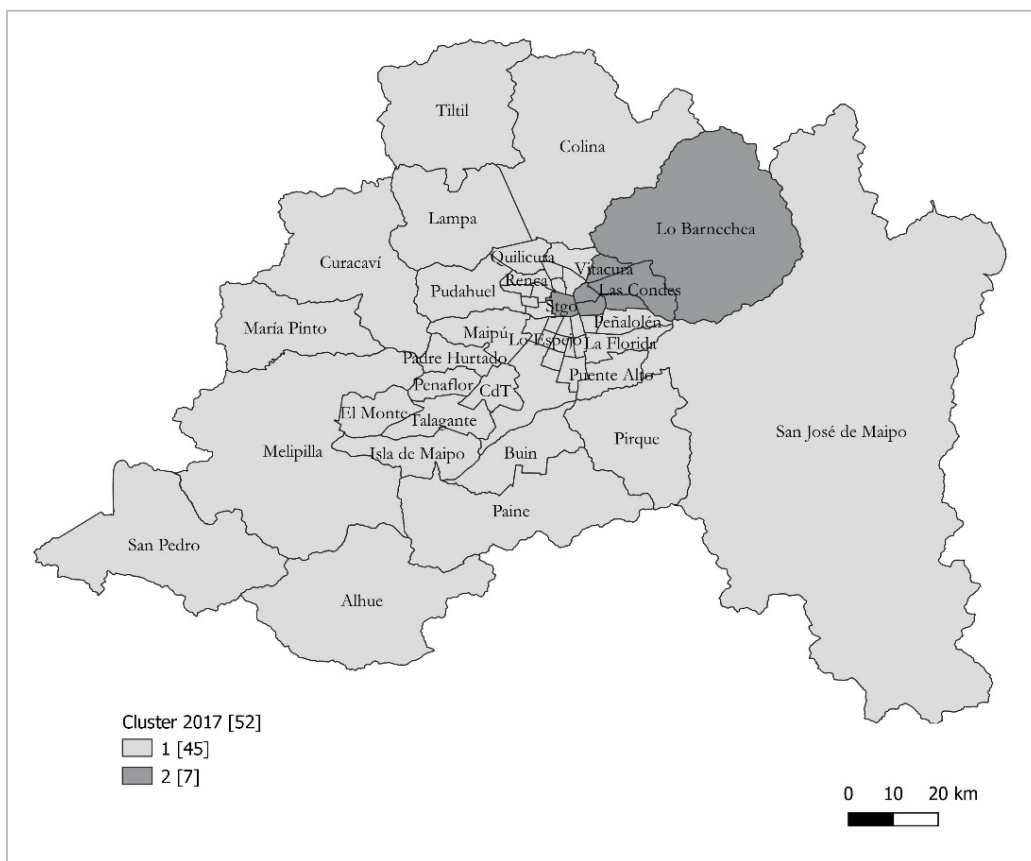 Tiltil
Colina
Lo Barnechea
Lampa
Curacaví
Quilicura
Vitacura
Renca
Las Condes
Pudahuel
Stgo
Peñalolén
María Pinto
Maipú
Lo Espejo
La Florida
Padre Hurtado
Puente Alto
Penaflor
CdT
El Monte
Talagante
San José de Maipo
Melipilla
Isla de Maipo
Buin
Pirque
Paine
San Pedro
Alhue
Cluster 2017 [52]
1 [45]
2 [7]
0 10 20 km